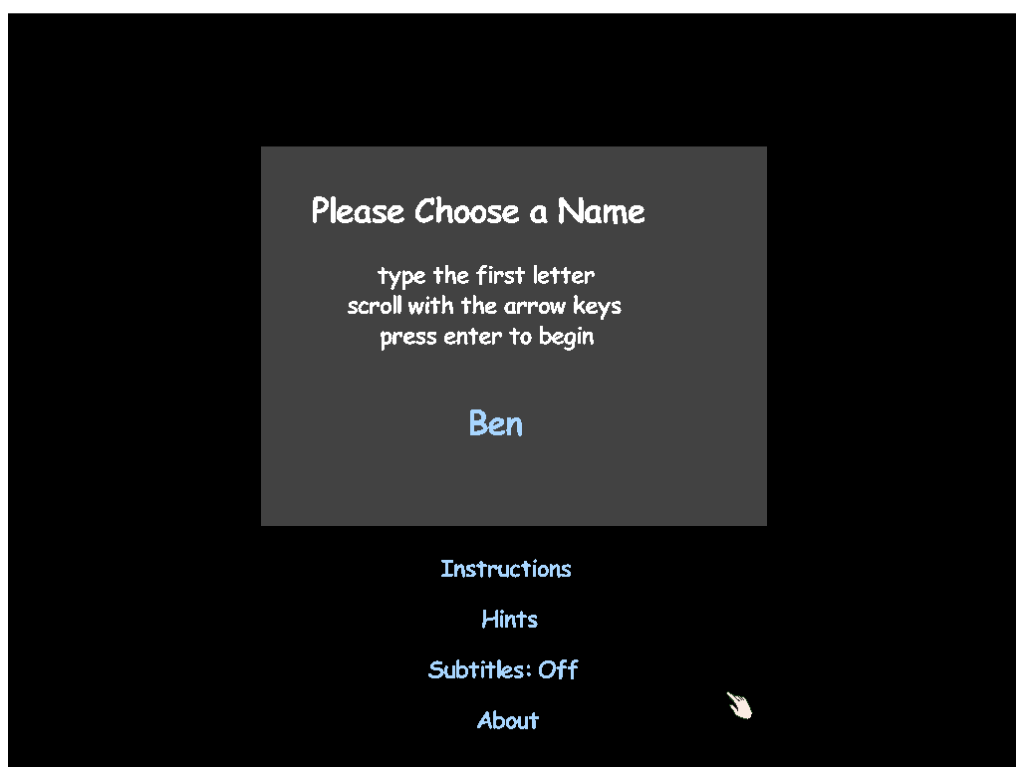 Please Choose a Name
type the first letter
scroll with the arrow keys
press enter to begin
Ben
Instructions
Hints
Subtitles: Off
About